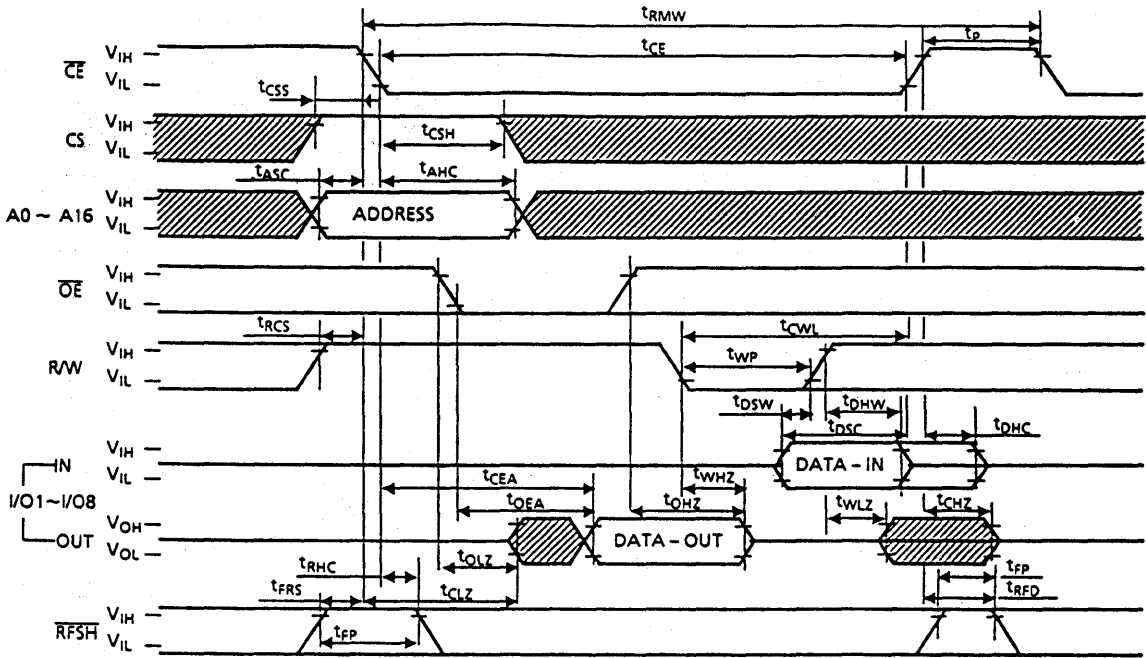 tRMW
tP
CE VIH
VIL
tCE
tCSS
CS VIH
VIL
tCSH
tASC
tAHC
A0 ~ A16 VIH
VIL
ADDRESS
OE VIH
VIL
tRCS
tCWL
R/W VIH
VIL
tWP
tDSW
tDHW
tDSC
tDHC
I/O1~I/O8
IN VIH
VIL
DATA-IN
tCEA
tWHZ
tOEA
tOHZ
tWLZ
tCHZ
OUT VOH
VOL
DATA-OUT
tOLZ
tRHC
tFP
tFRS
tCLZ
tRFD
RFSH VIH
VIL
tFP